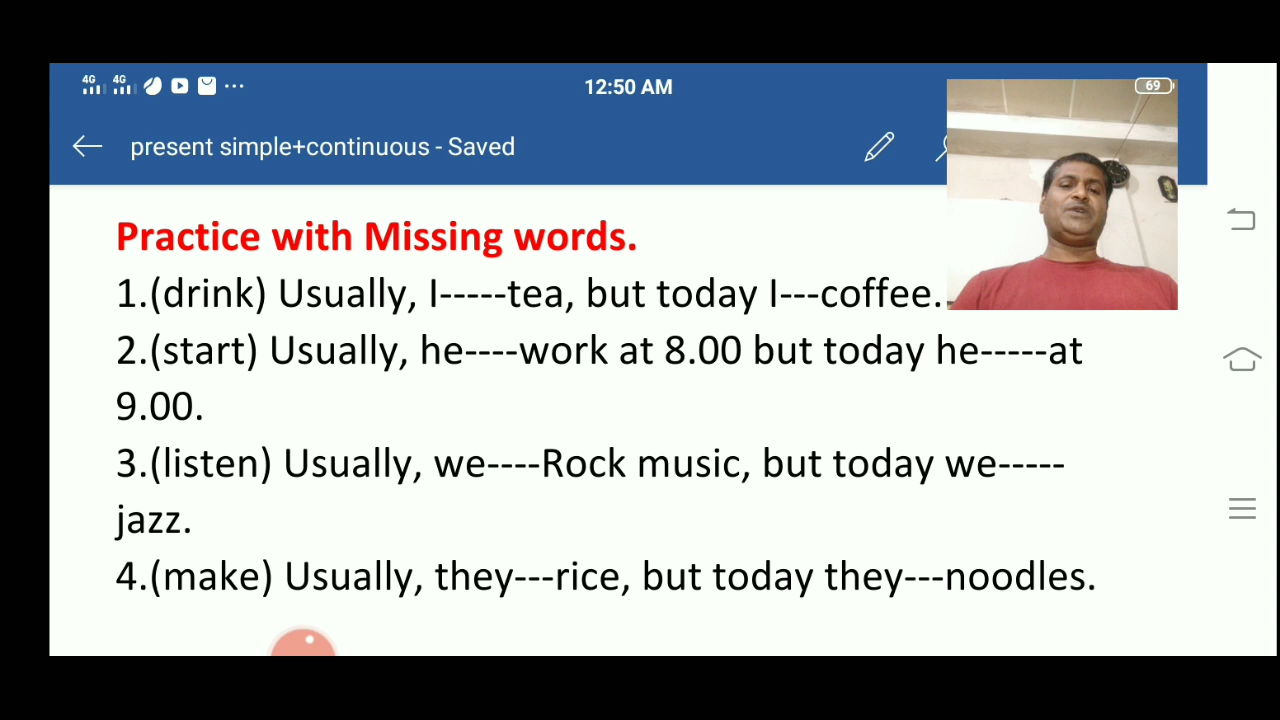 4G 4G 12:50 AM 69
present simple+continuous - Saved
Practice with Missing words.
1.(drink) Usually, I-----tea, but today I---coffee.
2.(start) Usually, he----work at 8.00 but today he-----at
9.00.
3.(listen) Usually, we----Rock music, but today we-----
jazz.
4.(make) Usually, they---rice, but today they---noodles.